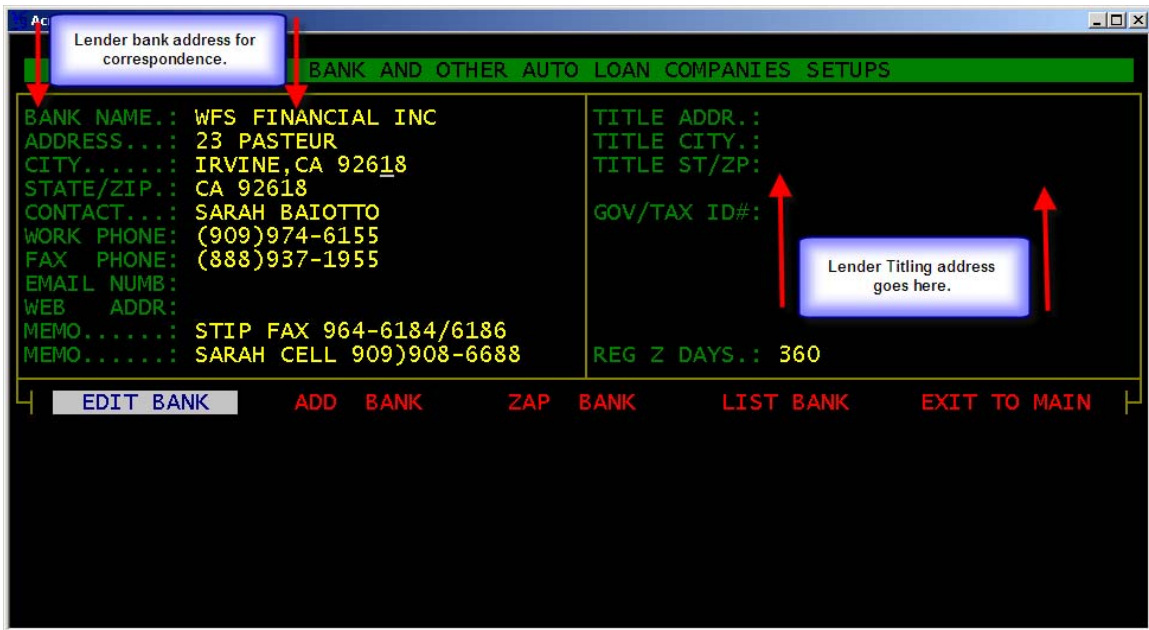 Ac
Lender bank address for
correspondence.
BANK AND OTHER AUTO LOAN COMPANIES SETUPS
BANK NAME.: WFS FINANCIAL INC
ADDRESS...: 23 PASTEUR
CITY......: IRVINE,CA 92618
STATE/ZIP.: CA 92618
CONTACT...: SARAH BAIOTTO
WORK PHONE: (909)974-6155
FAX PHONE: (888)937-1955
EMAIL NUMB:
WEB ADDR:
MEMO......: STIP FAX 964-6184/6186
MEMO......: SARAH CELL 909)908-6688
TITLE ADDR.:
TITLE CITY.:
TITLE ST/ZP:
GOV/TAX ID#:
Lender Titling address
goes here.
REG Z DAYS.: 360
EDIT BANK ADD BANK ZAP BANK LIST BANK EXIT TO MAIN